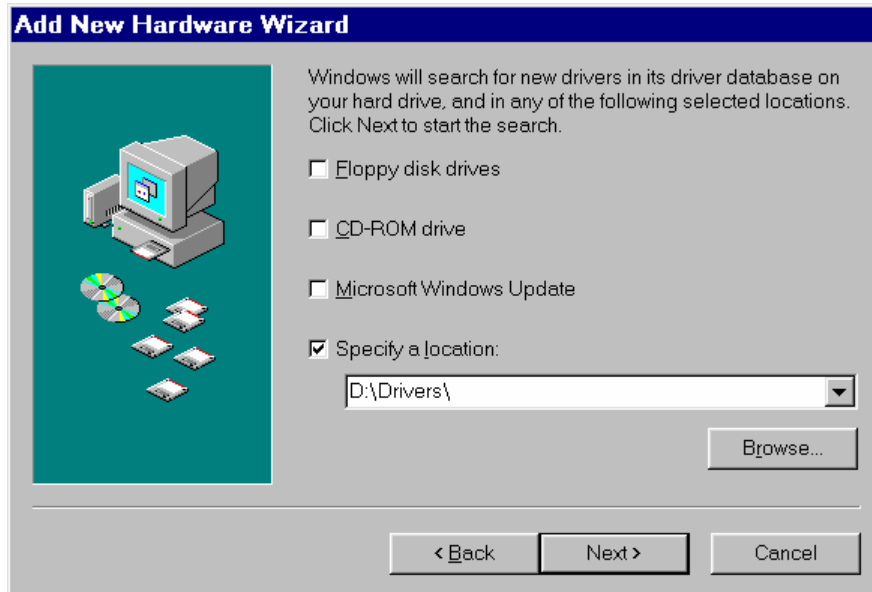 Add New Hardware Wizard
Windows will search for new drivers in its driver database on
your hard drive, and in any of the following selected locations.
Click Next to start the search.
Floppy disk drives
CD-ROM drive
Microsoft Windows Update
Specify a location:
D:\Drivers\
Browse...
< Back
Next >
Cancel